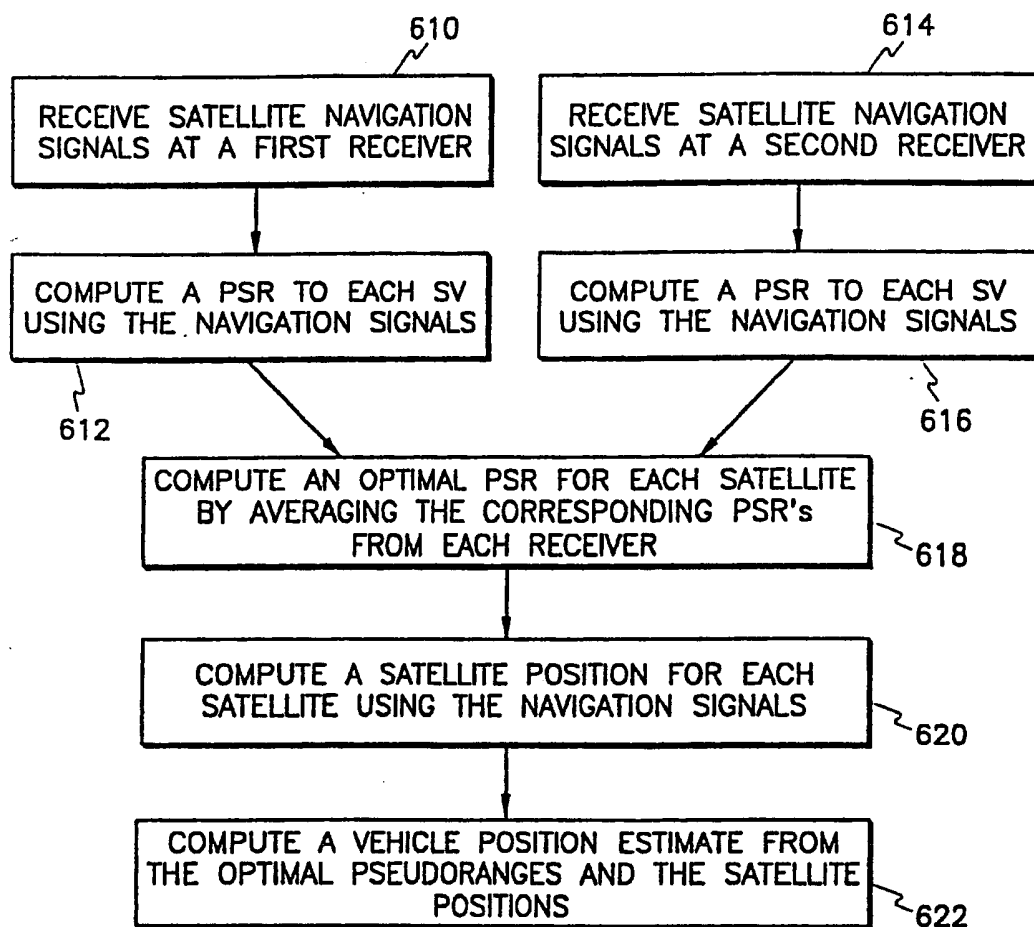 610
614
RECEIVE SATELLITE NAVIGATION
SIGNALS AT A FIRST RECEIVER
RECEIVE SATELLITE NAVIGATION
SIGNALS AT A SECOND RECEIVER
COMPUTE A PSR TO EACH SV
USING THE NAVIGATION SIGNALS
COMPUTE A PSR TO EACH SV
USING THE NAVIGATION SIGNALS
612
616
COMPUTE AN OPTIMAL PSR FOR EACH SATELLITE
BY AVERAGING THE CORRESPONDING PSR's
FROM EACH RECEIVER
618
COMPUTE A SATELLITE POSITION FOR EACH
SATELLITE USING THE NAVIGATION SIGNALS
620
COMPUTE A VEHICLE POSITION ESTIMATE FROM
THE OPTIMAL PSEUDORANGES AND THE SATELLITE
POSITIONS
622